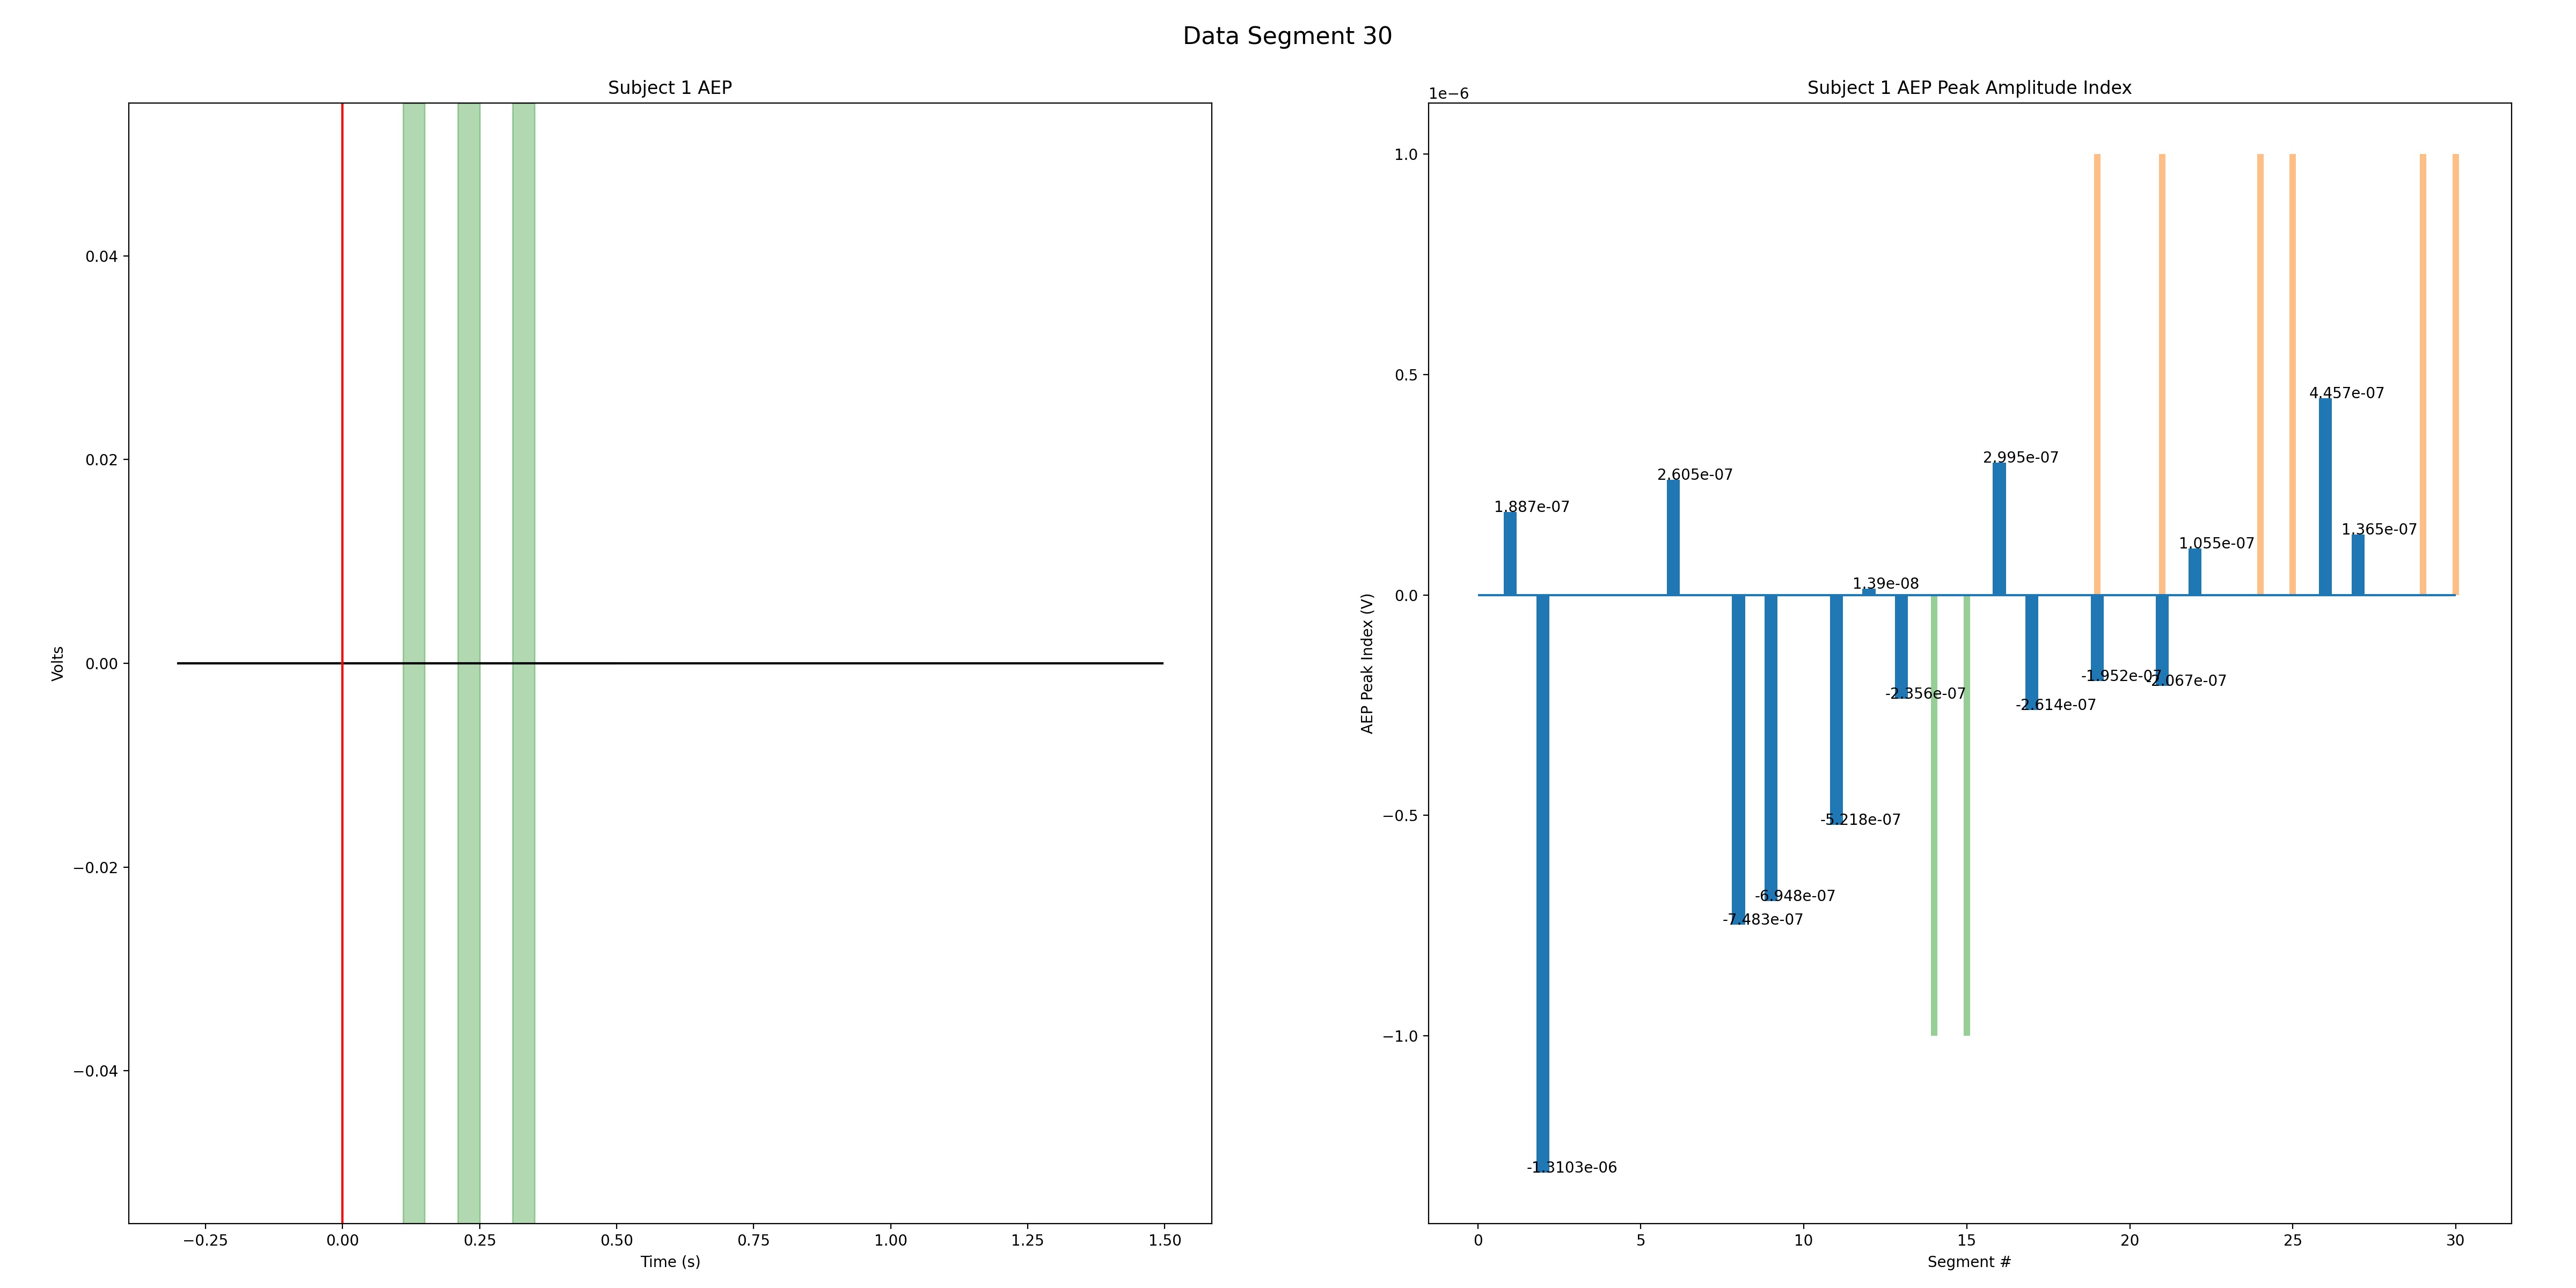 Data Segment 30
Subject 1 AEP
Volts
0.04
0.02
0.00
−0.02
−0.04
−0.25
0.00
0.25
0.50
0.75
1.00
1.25
1.50
Time (s)
Subject 1 AEP Peak Amplitude Index
1e−6
AEP Peak Index (V)
1.0
0.5
0.0
−0.5
−1.0
1.887e-07
-1.3103e-06
2.605e-07
-7.483e-07
-6.948e-07
-5.218e-07
1.39e-08
-2.356e-07
2.995e-07
-2.614e-07
-1.952e-07
-2.067e-07
1.055e-07
4.457e-07
1.365e-07
0
5
10
15
20
25
30
Segment #